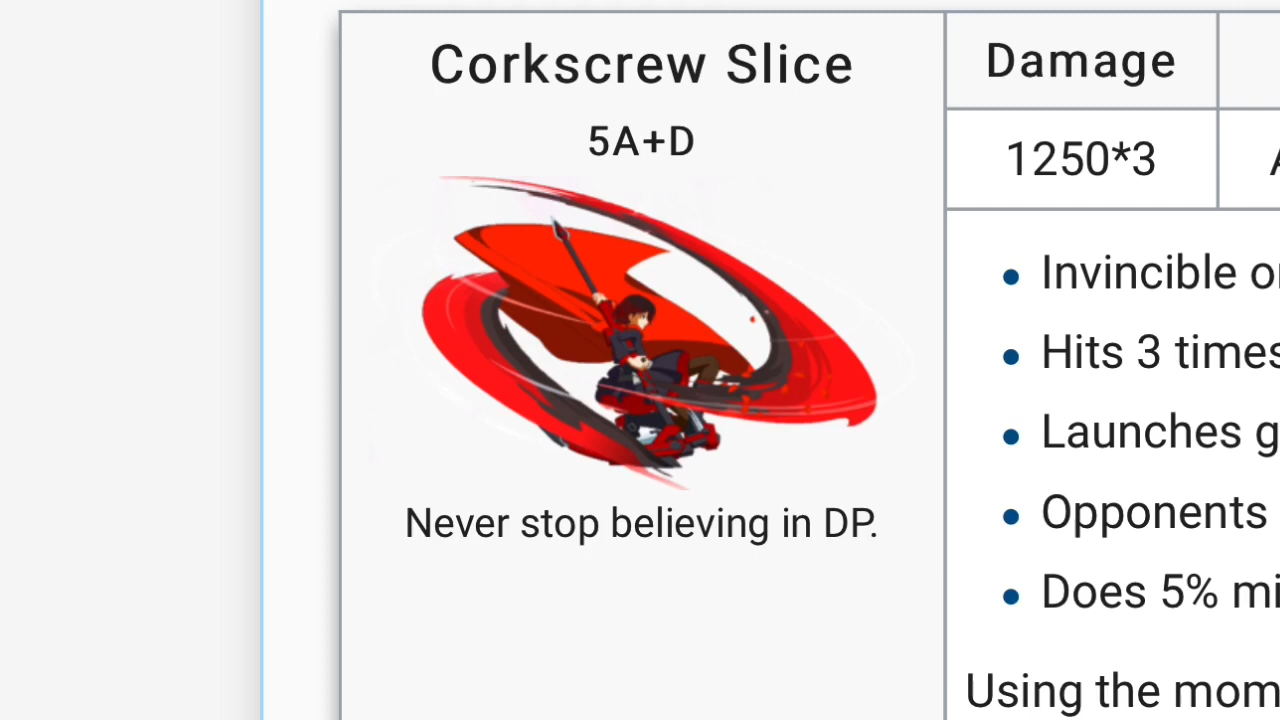 Corkscrew Slice
5A+D
Never stop believing in DP.
Damage
1250*3
Invincible
Hits 3 times
Launches
Opponents
Does 5%
Using the